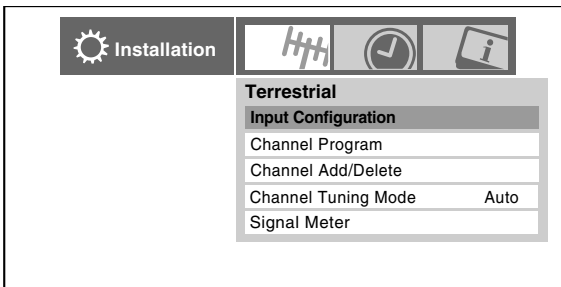 Installation
i
Terrestrial
Input Configuration
Channel Program
Channel Add/Delete
Channel Tuning Mode Auto
Signal Meter